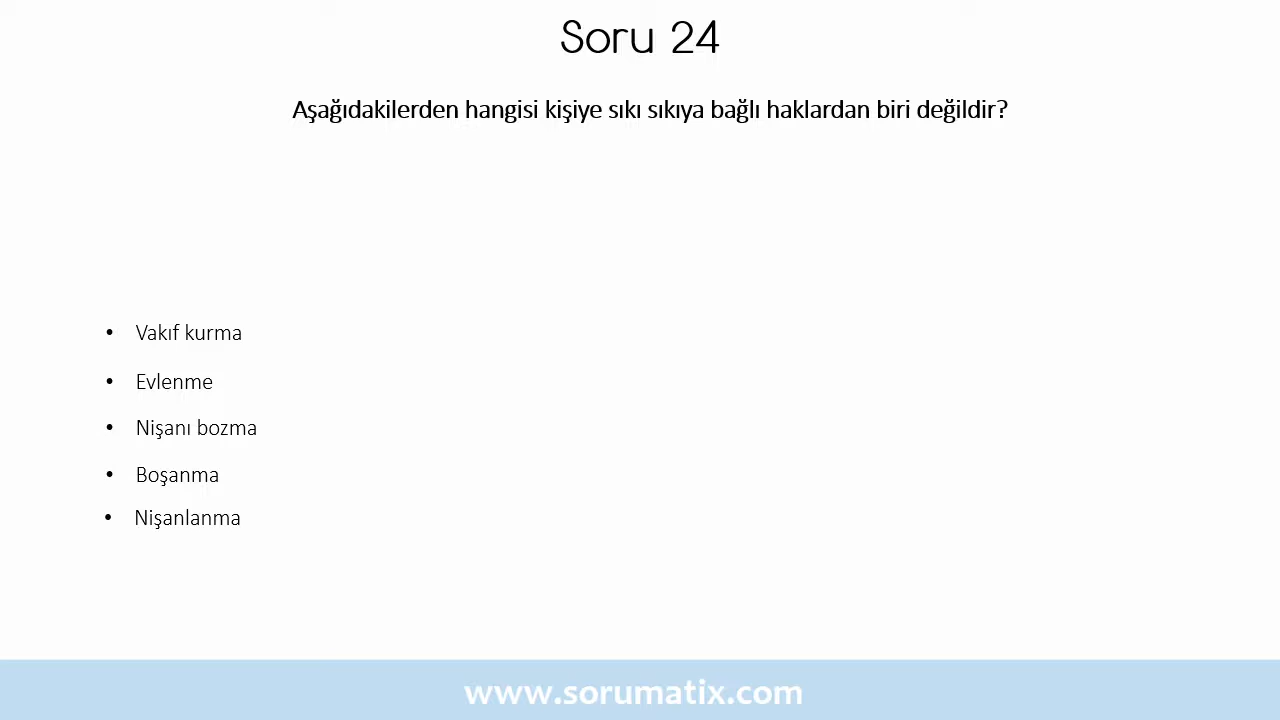 Soru 24
Aşağıdakilerden hangisi kişiye sıkı sıkıya bağlı haklardan biri değildir?
• Vakıf kurma
• Evlenme
• Nişanı bozma
• Boşanma
• Nişanlanma
www.sorumatix.com